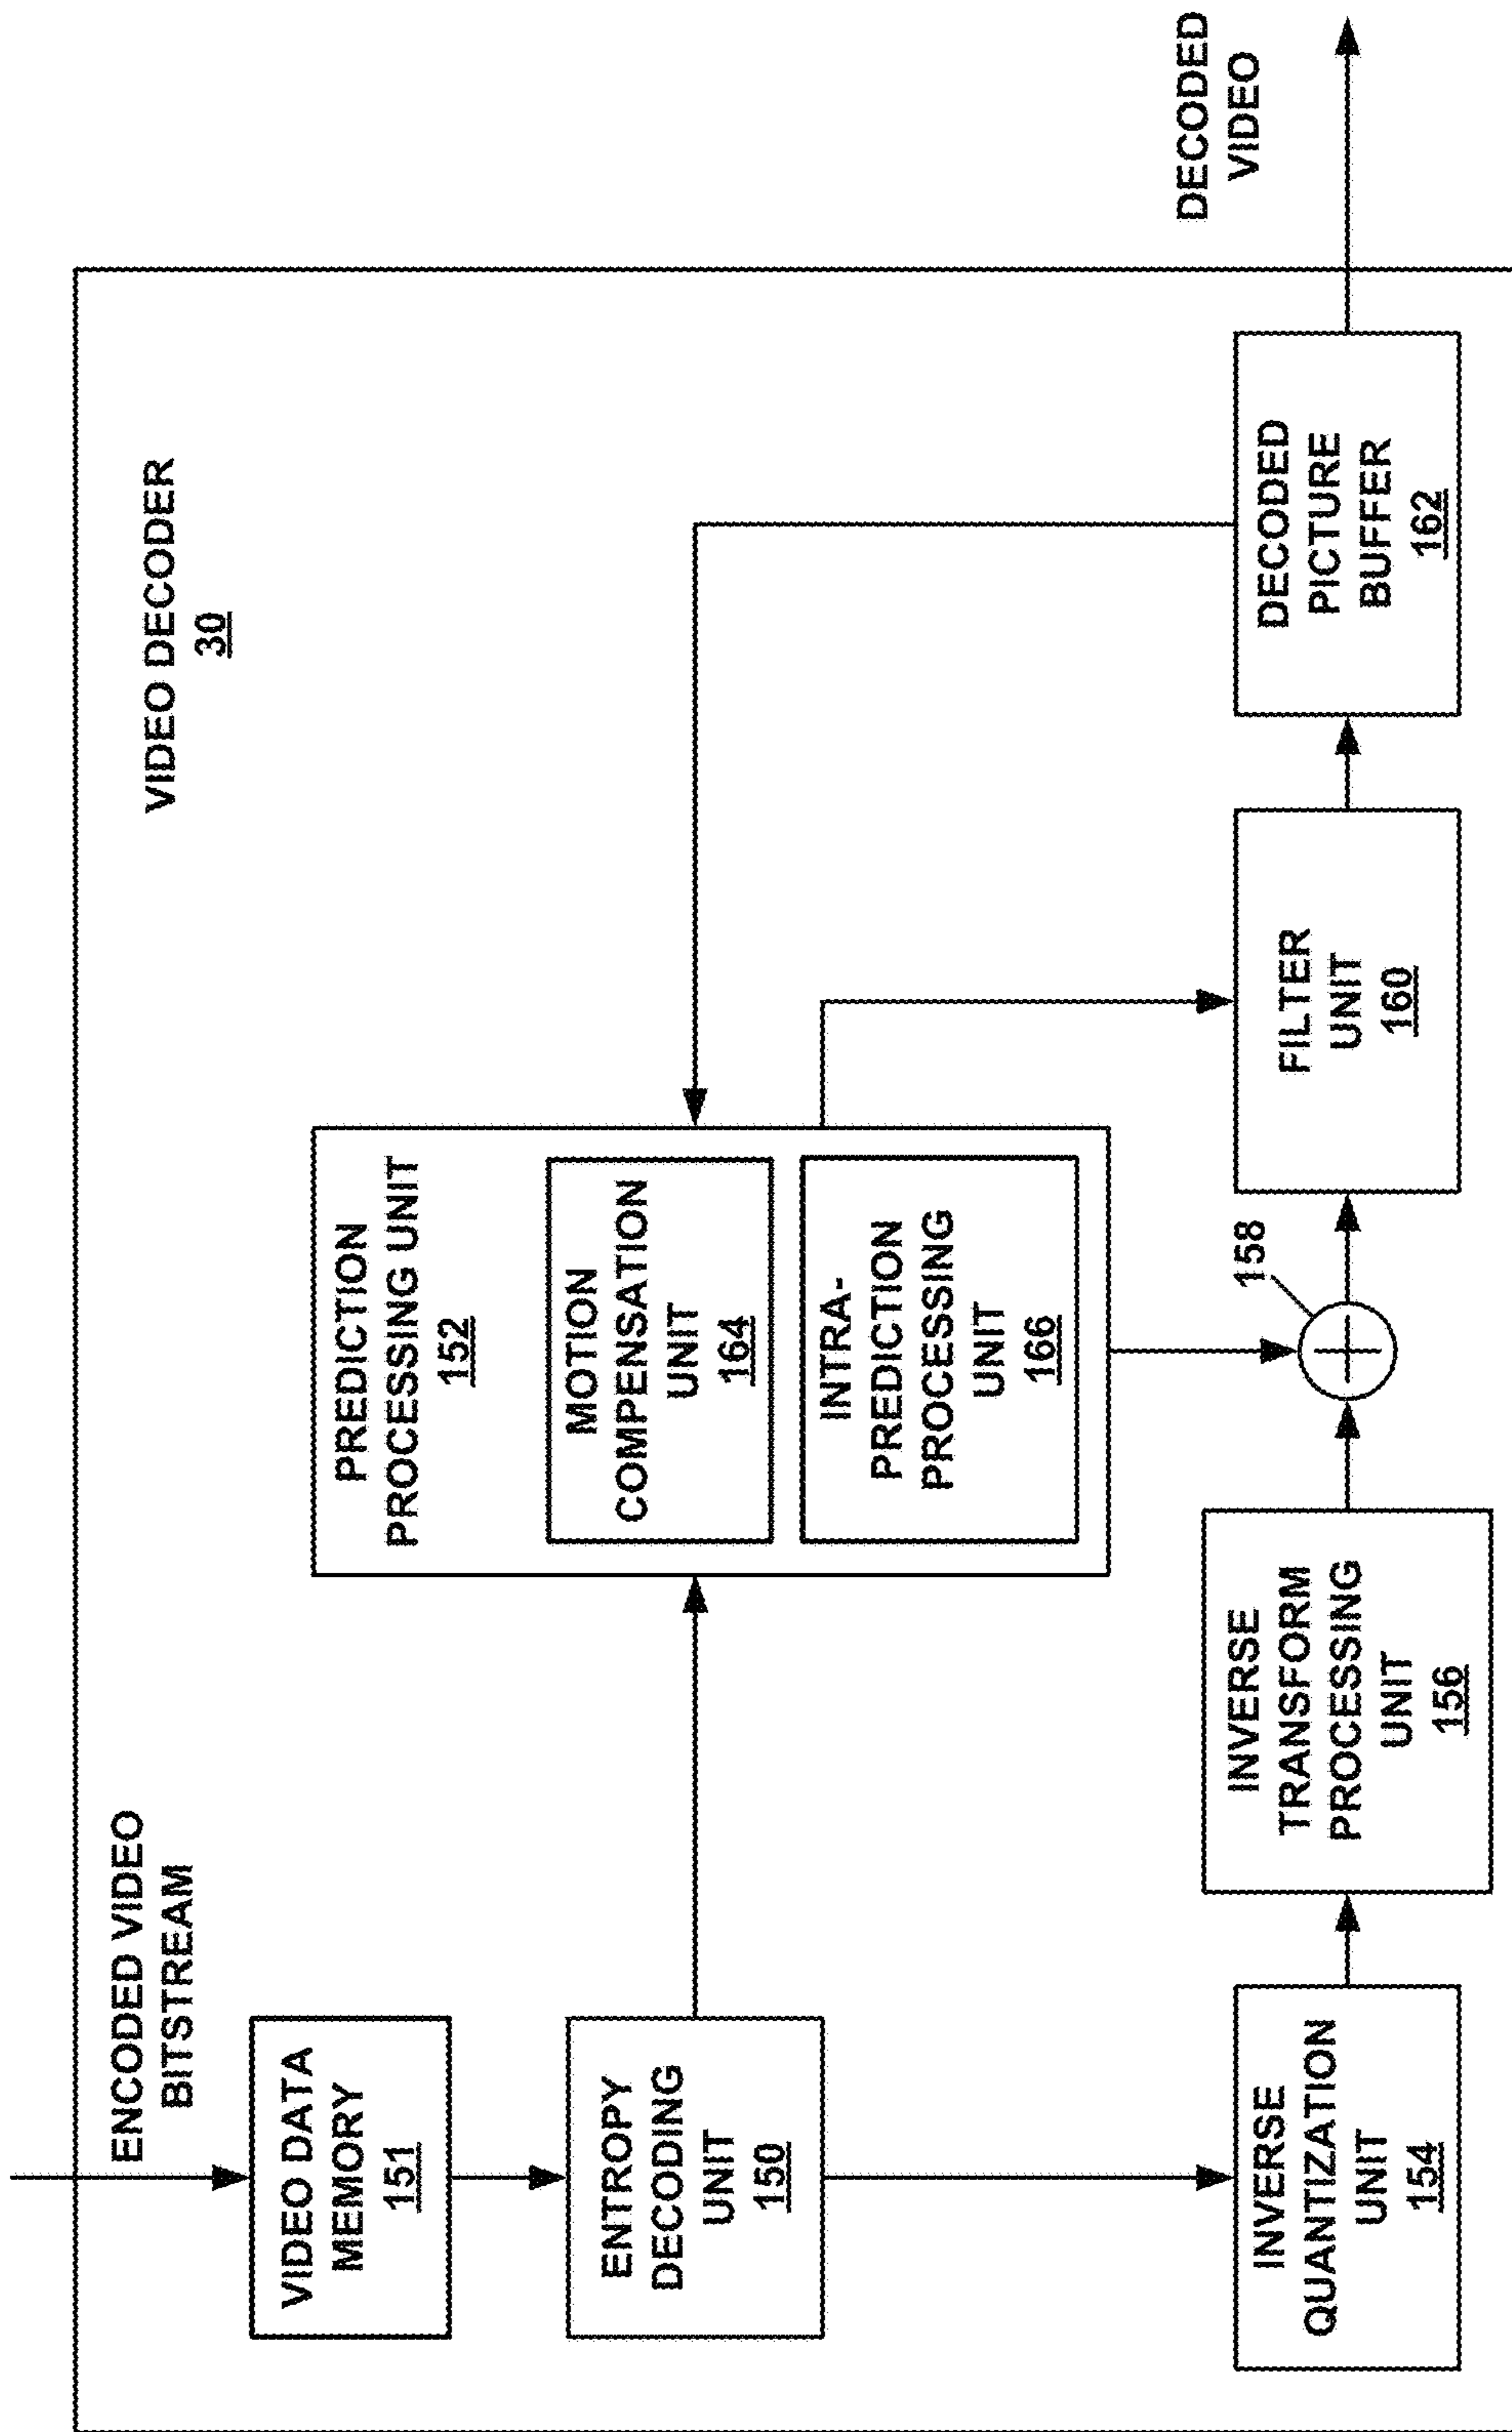 ENCODED VIDEO
BITSTREAM
VIDEO DECODER
30
VIDEO DATA
MEMORY
151
ENTROPY
DECODING
UNIT
150
PREDICTION
PROCESSING UNIT
152
MOTION
COMPENSATION
UNIT
164
INTRA-
PREDICTION
PROCESSING
UNIT
166
INVERSE
QUANTIZATION
UNIT
154
INVERSE
TRANSFORM
PROCESSING
UNIT
156
158
FILTER
UNIT
160
DECODED
PICTURE
BUFFER
162
DECODED
VIDEO